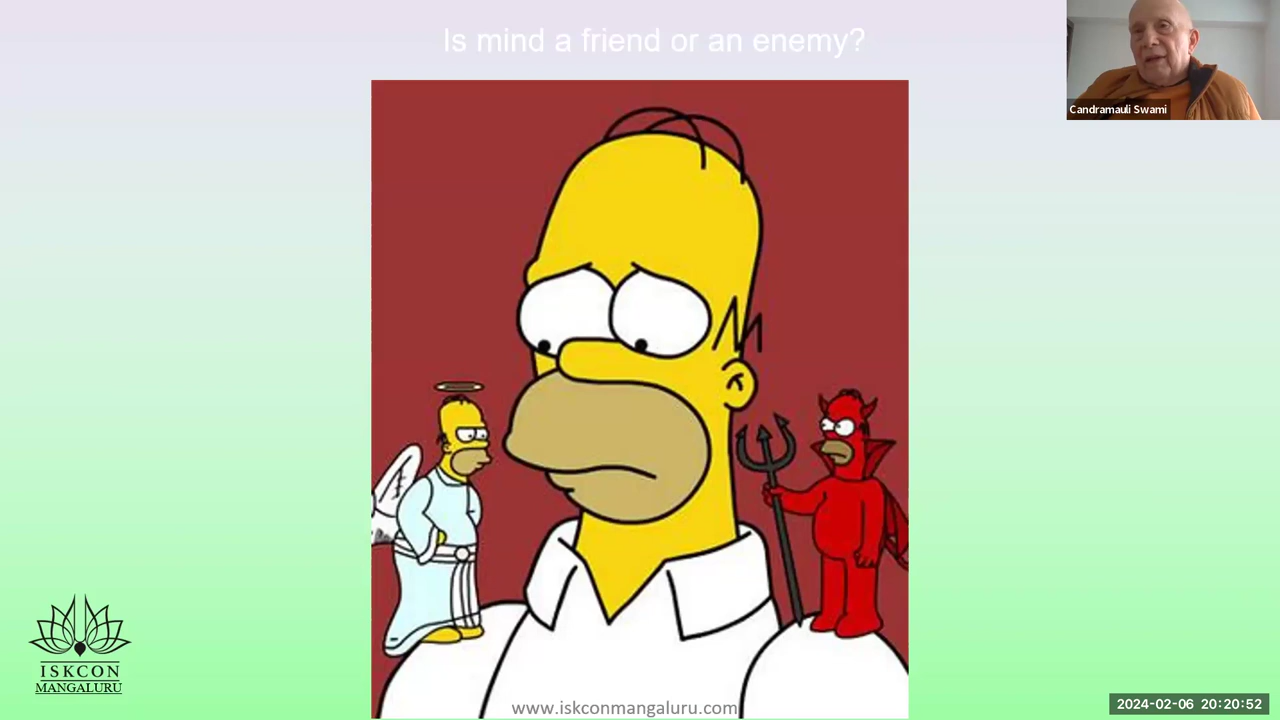 Is mind a friend or an enemy?
Candramauli Swami
ISKCON
MANGALURU
www.iskconmangaluru.com
2024-02-06 20:20:52